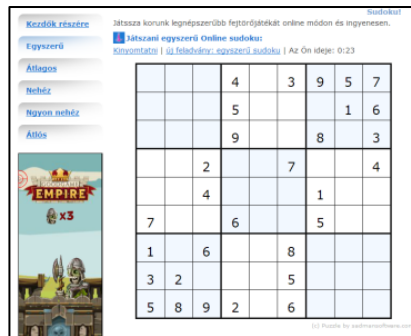 Sudoku!
Kezdők részére
Egyszerű
Átlagos
Nehéz
Ngyon nehéz
Átlós
Játssza korunk legnépszerűbb fejtörőjátékát online módon és ingyenesen.
Játszani egyszerű Online sudoku:
Kinyomtatni | új feladvány: egyszerű sudoku | Az Ön ideje: 0:23
4 3 9 5 7
5 1 6
9 8 3
2 7 4
4 1
7 6 5
1 6 8
3 2 5
5 8 9 2 6
EMPIRE
x3
(c) Puzzle by sadmansoftware.com